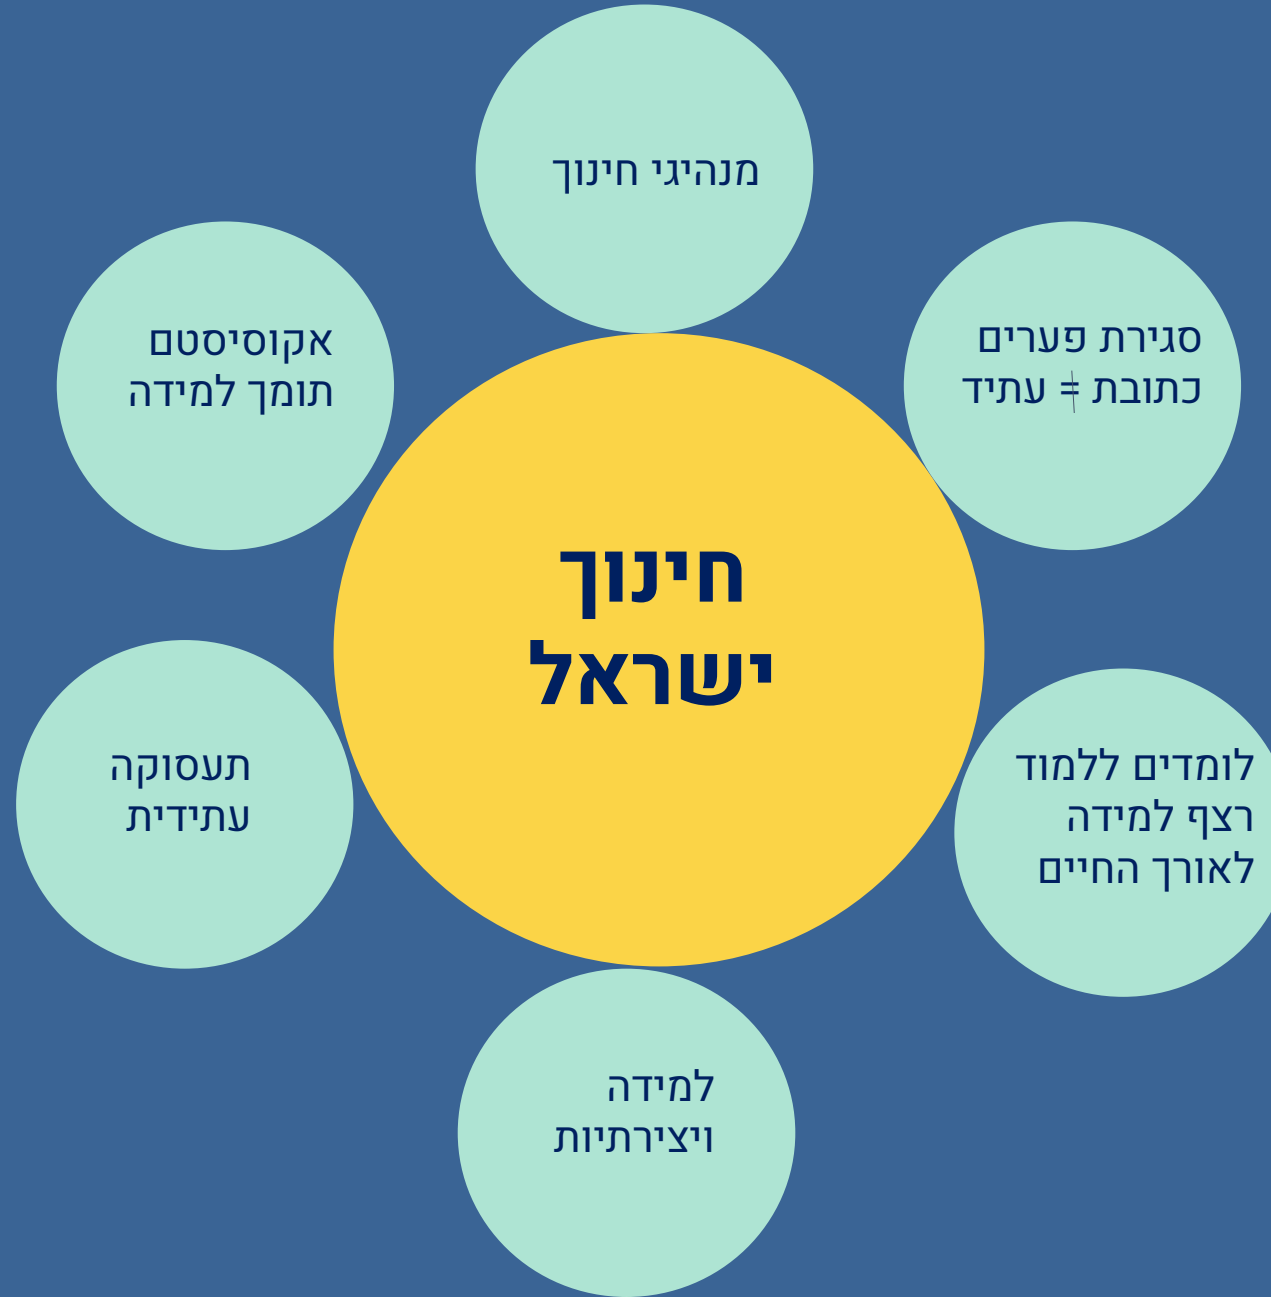 מנהיגי חינוך
סגירת פערים
כתובת ≠ עתיד
אקוסיסטם
תומך למידה
חינוך
ישראל
לומדים ללמוד
רצף למידה
לאורך החיים
תעסוקה
עתידית
למידה
ויצירתיות